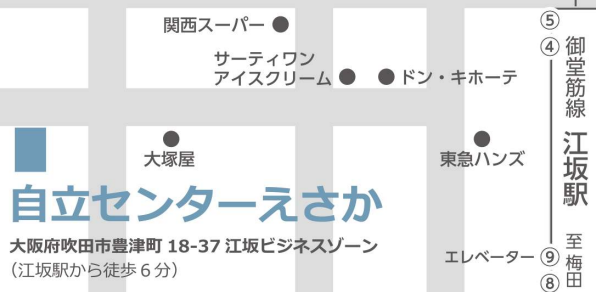 関西スーパー
サーティワン
アイスクリーム
ドン・キホーテ
大塚屋
東急ハンズ
自立センターえさか
大阪府吹田市豊津町 18-37 江坂ビジネスゾーン
（江坂駅から徒歩６分）
エレベーター
⑤
④
御堂筋線 江坂駅
至 梅田
⑨
⑧